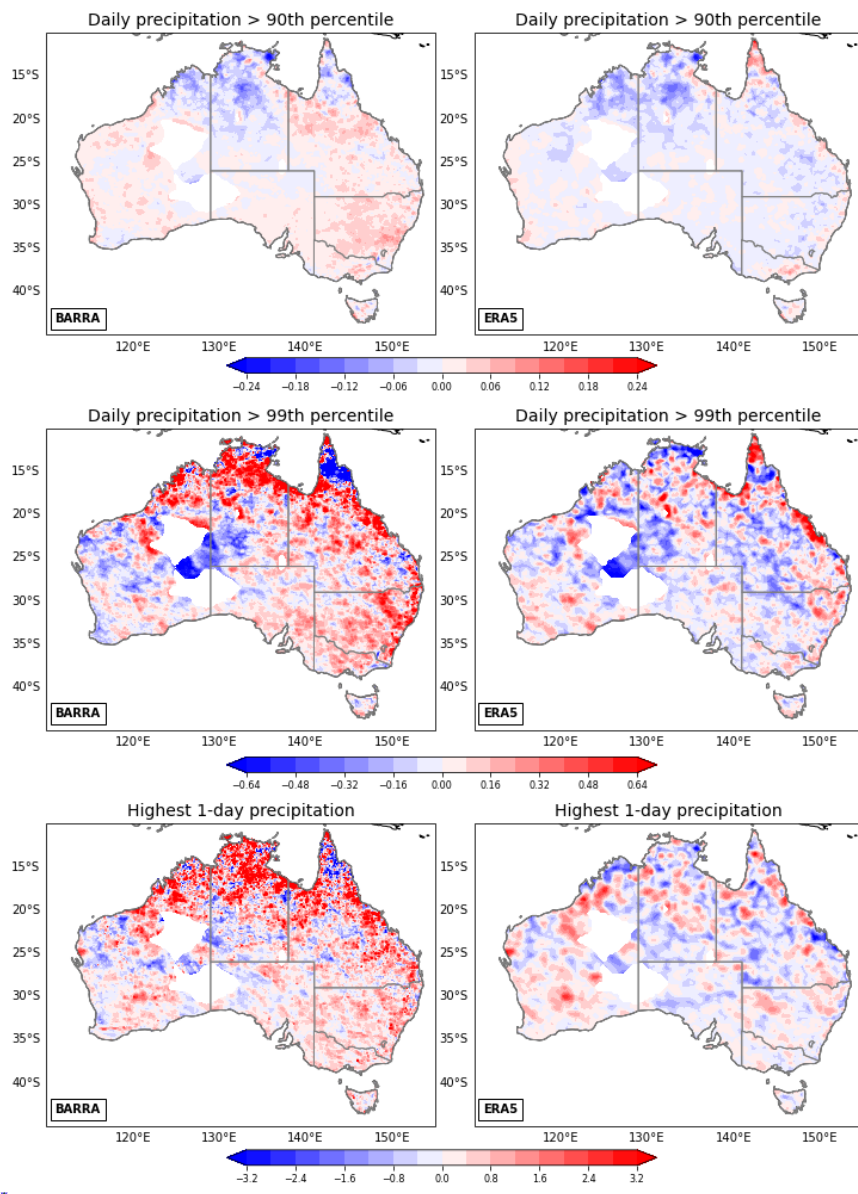 Daily precipitation > 90th percentile Daily precipitation > 90th percentile
15°S 15°S
20°S 20°S
25°S 25°S
30°S 30°S
35°S 35°S
40°S 40°S
BARRA ERA5
120°E 130°E 140°E 150°E 120°E 130°E 140°E 150°E
−0.24 −0.18 −0.12 −0.06 0.00 0.06 0.12 0.18 0.24
Daily precipitation > 99th percentile Daily precipitation > 99th percentile
15°S 15°S
20°S 20°S
25°S 25°S
30°S 30°S
35°S 35°S
40°S 40°S
BARRA ERA5
120°E 130°E 140°E 150°E 120°E 130°E 140°E 150°E
−0.64 −0.48 −0.32 −0.16 0.00 0.16 0.32 0.48 0.64
Highest 1-day precipitation Highest 1-day precipitation
15°S 15°S
20°S 20°S
25°S 25°S
30°S 30°S
35°S 35°S
40°S 40°S
BARRA ERA5
120°E 130°E 140°E 150°E 120°E 130°E 140°E 150°E
−3.2 −2.4 −1.6 −0.8 0.0 0.8 1.6 2.4 3.2